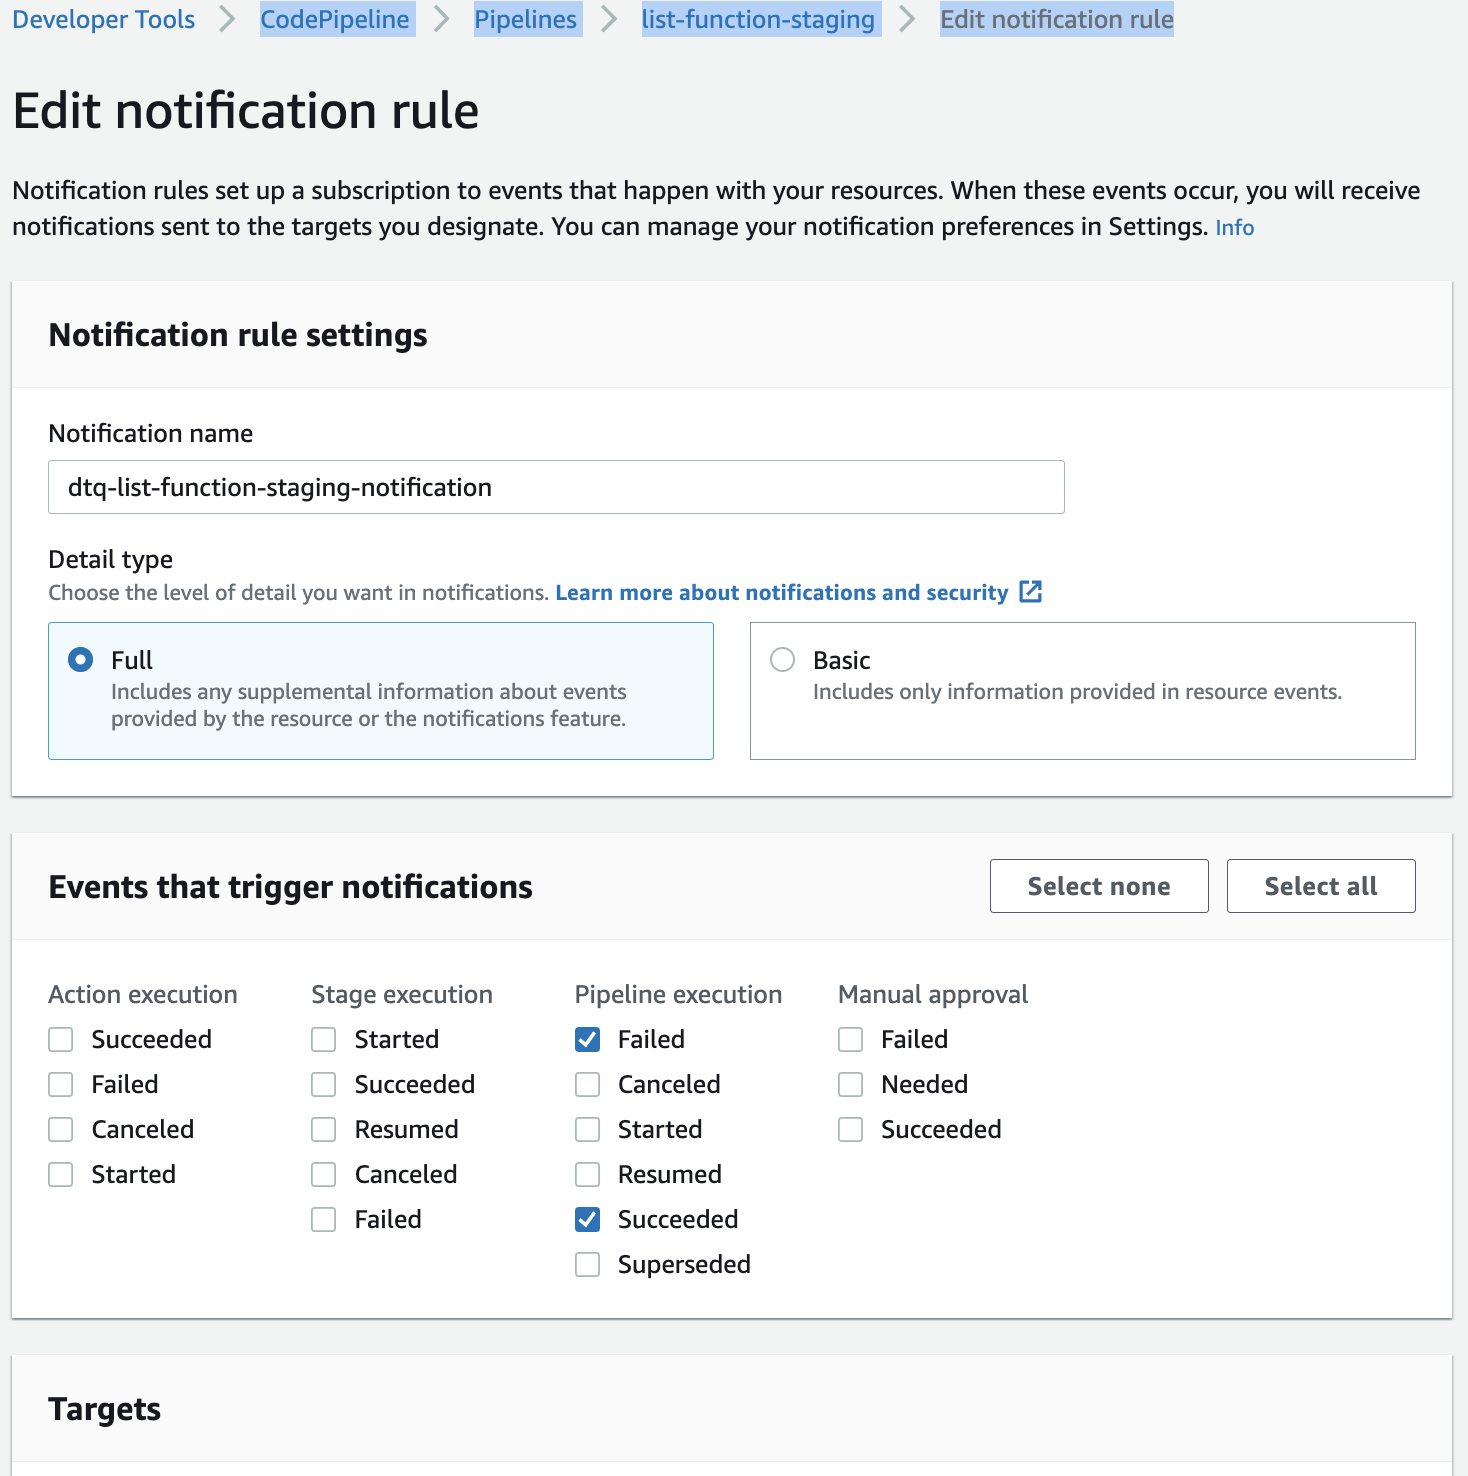 Developer Tools > CodePipeline > Pipelines > list-function-staging > Edit notification rule
Edit notification rule
Notification rules set up a subscription to events that happen with your resources. When these events occur, you will receive
notifications sent to the targets you designate. You can manage your notification preferences in Settings. Info
Notification rule settings
Notification name
dtq-list-function-staging-notification
Detail type
Choose the level of detail you want in notifications. Learn more about notifications and security
Full
Includes any supplemental information about events
provided by the resource or the notifications feature.
Basic
Includes only information provided in resource events.
Events that trigger notifications
Select none
Select all
Action execution
Succeeded
Failed
Canceled
Started
Stage execution
Started
Succeeded
Resumed
Canceled
Failed
Pipeline execution
Failed
Canceled
Started
Resumed
Succeeded
Superseded
Manual approval
Failed
Needed
Succeeded
Targets